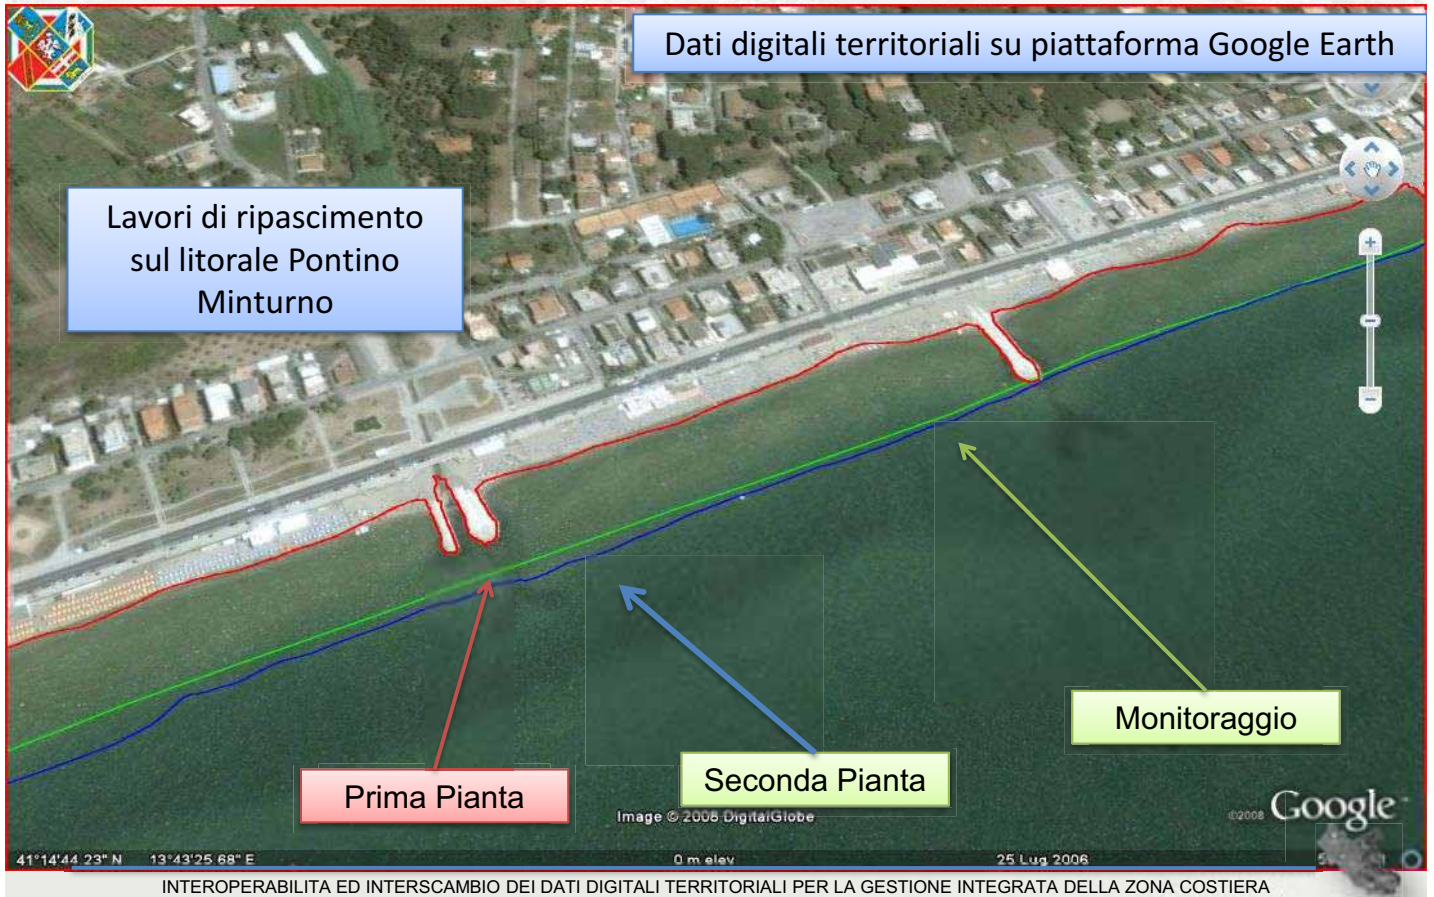 Dati digitali territoriali su piattaforma Google Earth
Lavori di ripascimento
sul litorale Pontino
Minturno
Monitoraggio
Seconda Pianta
Prima Pianta
Image © 2008 DigitalGlobe
©2008 Google
41°14'44.23" N 13°43'25.68" E 0 m elev 25 Lug 2006
INTEROPERABILITA ED INTERSCAMBIO DEI DATI DIGITALI TERRITORIALI PER LA GESTIONE INTEGRATA DELLA ZONA COSTIERA